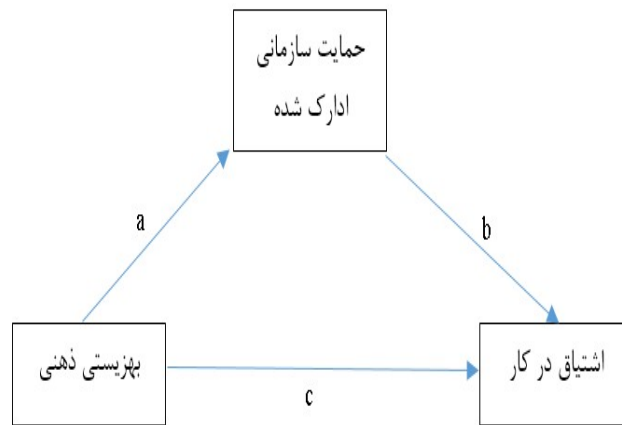 حمایت سازمانی
ادارک شده
a
b
بهزیستی ذهنی
اشتیاق در کار
c